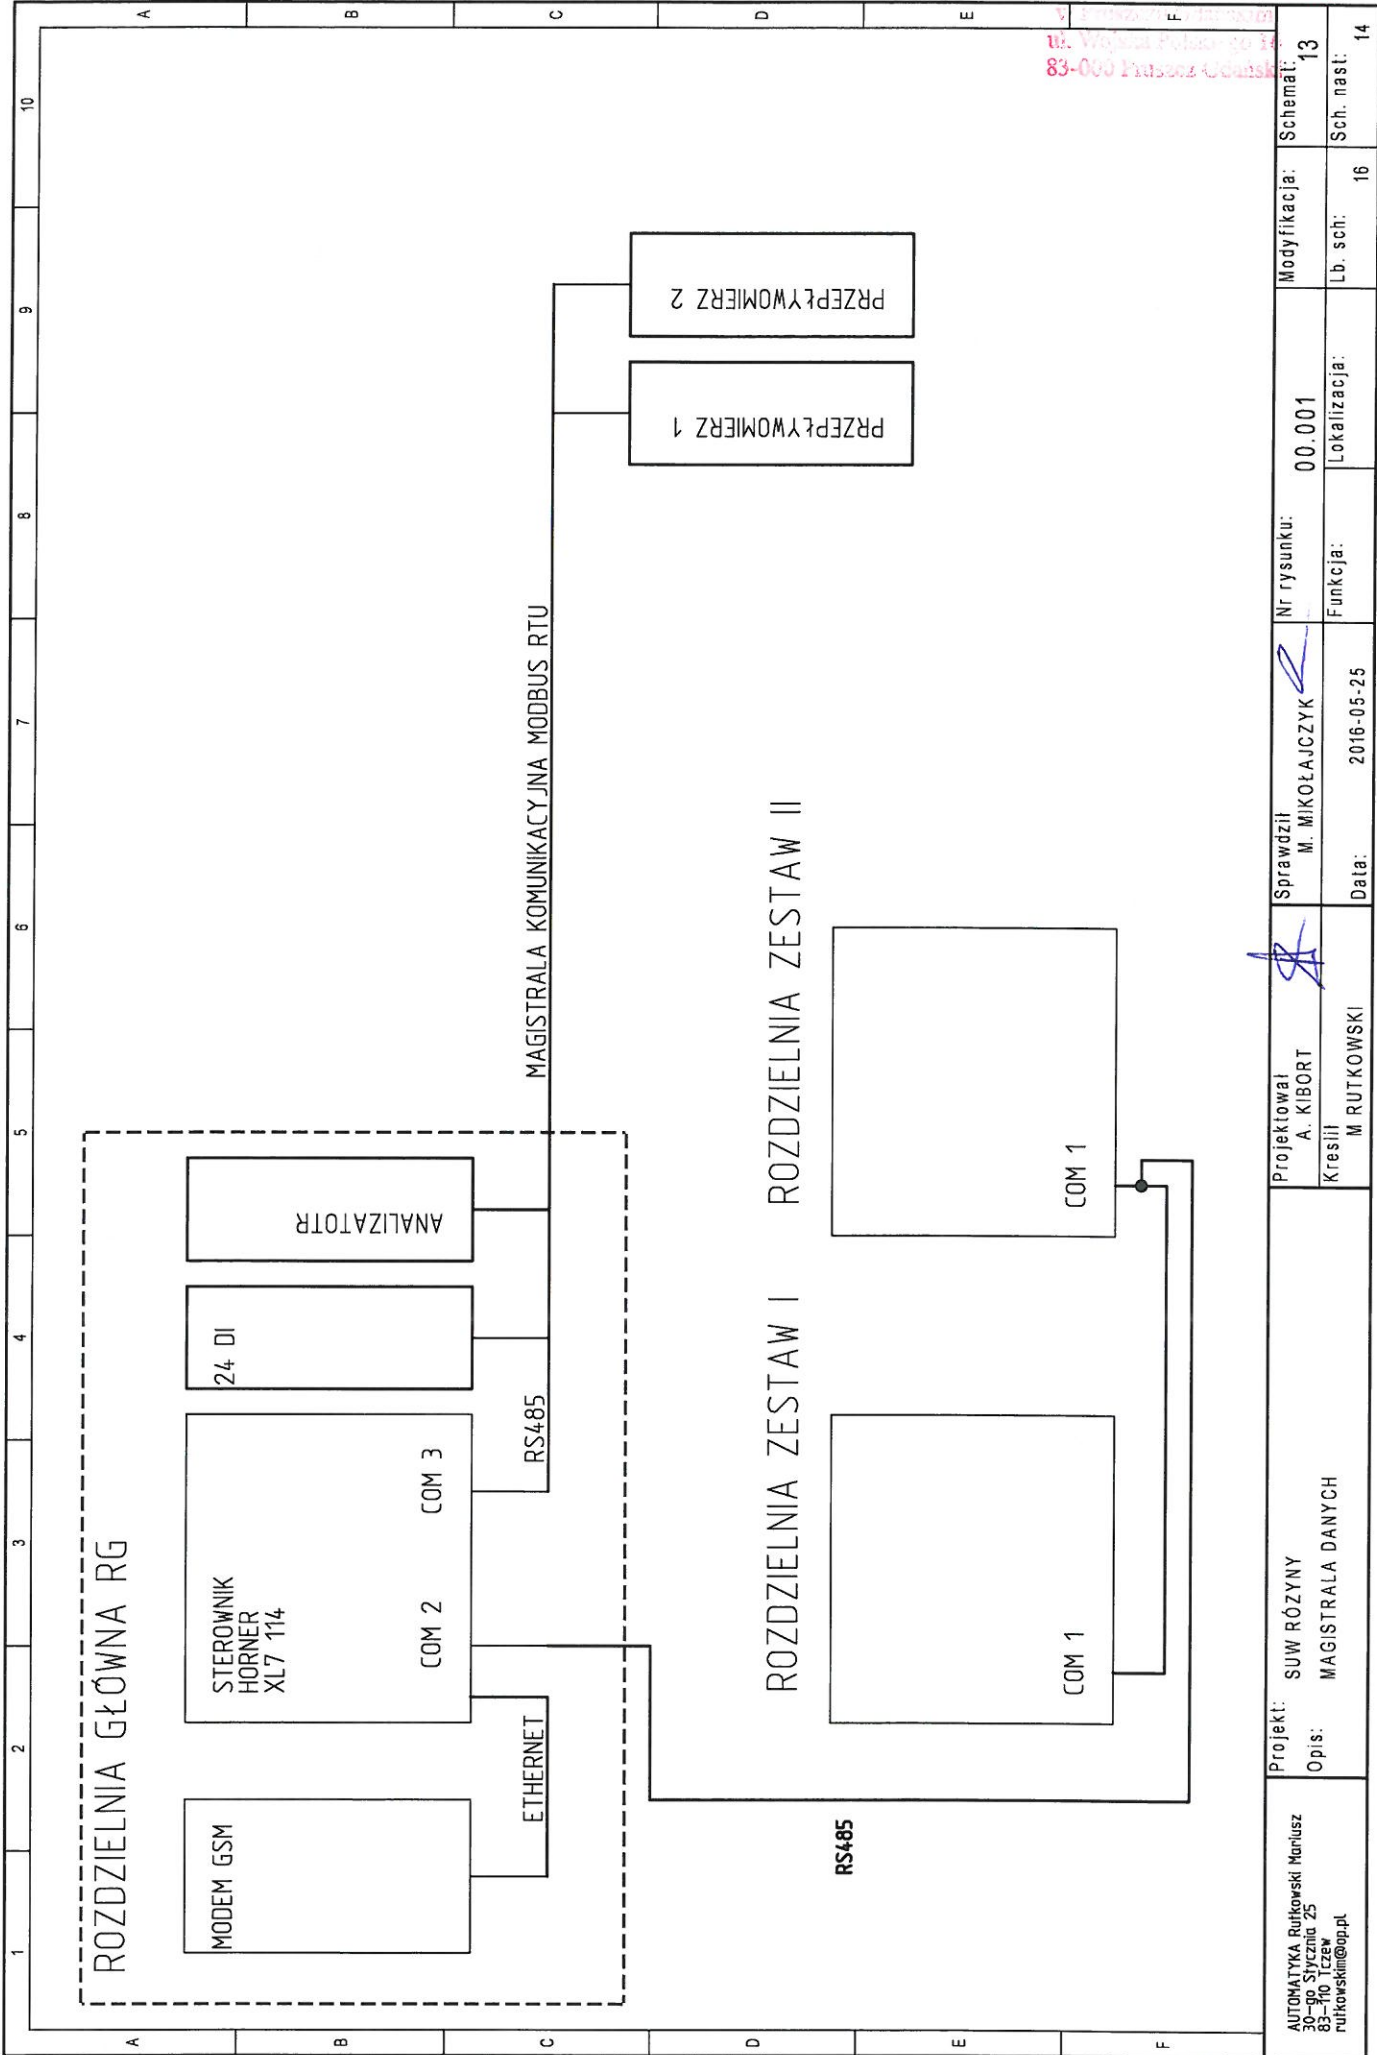 1 2 3 4 5 6 7 8 9 10
A A
B B
C C
D D
E E
F F
ROZDZIELNIA GŁÓWNA RG
MODEM GSM
ETHERNET
STEROWNIK
HORNER
XL7 114
COM 2
COM 3
RS485
24 DI
ANALIZATOTR
MAGISTRALA KOMUNIKACYJNA MODBUS RTU
PRZEPŁYWOMIERZ 1
PRZEPŁYWOMIERZ 2
RS485
ROZDZIELNIA ZESTAW I
COM 1
ROZDZIELNIA ZESTAW II
COM 1
ul.
83-000 Pruszcz Gdański
AUTOMATYKA Rutkowski Mariusz
30-go Stycznia 25
83-110 Tczew
rutkowskim@op.pl
Projekt: SUW RÓZYNY
Opis: MAGISTRALA DANYCH
Projektował
A. KIBORT
Kreslił
M RUTKOWSKI
Sprawdził
M. MIKOŁAJCZYK
Data: 2016-05-25
Nr rysunku: 00.001
Funkcja:
Lokalizacja:
Modyfikacja:
Schemat: 13
Lb. sch: 16
Sch. nast: 14